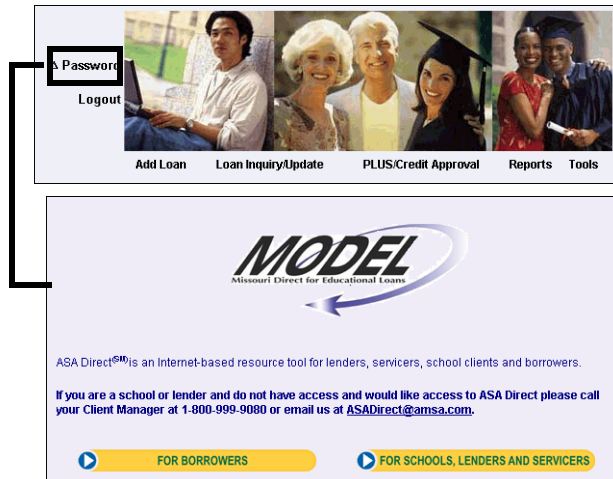 Δ Password
Logout
Add Loan Loan Inquiry/Update PLUS/Credit Approval Reports Tools
MODEL
Missouri Direct for Educational Loans
ASA Direct(SM) is an Internet-based resource tool for lenders, servicers, school clients and borrowers.
If you are a school or lender and do not have access and would like access to ASA Direct please call
your Client Manager at 1-800-999-9080 or email us at ASADirect@amsa.com.
FOR BORROWERS FOR SCHOOLS, LENDERS AND SERVICERS